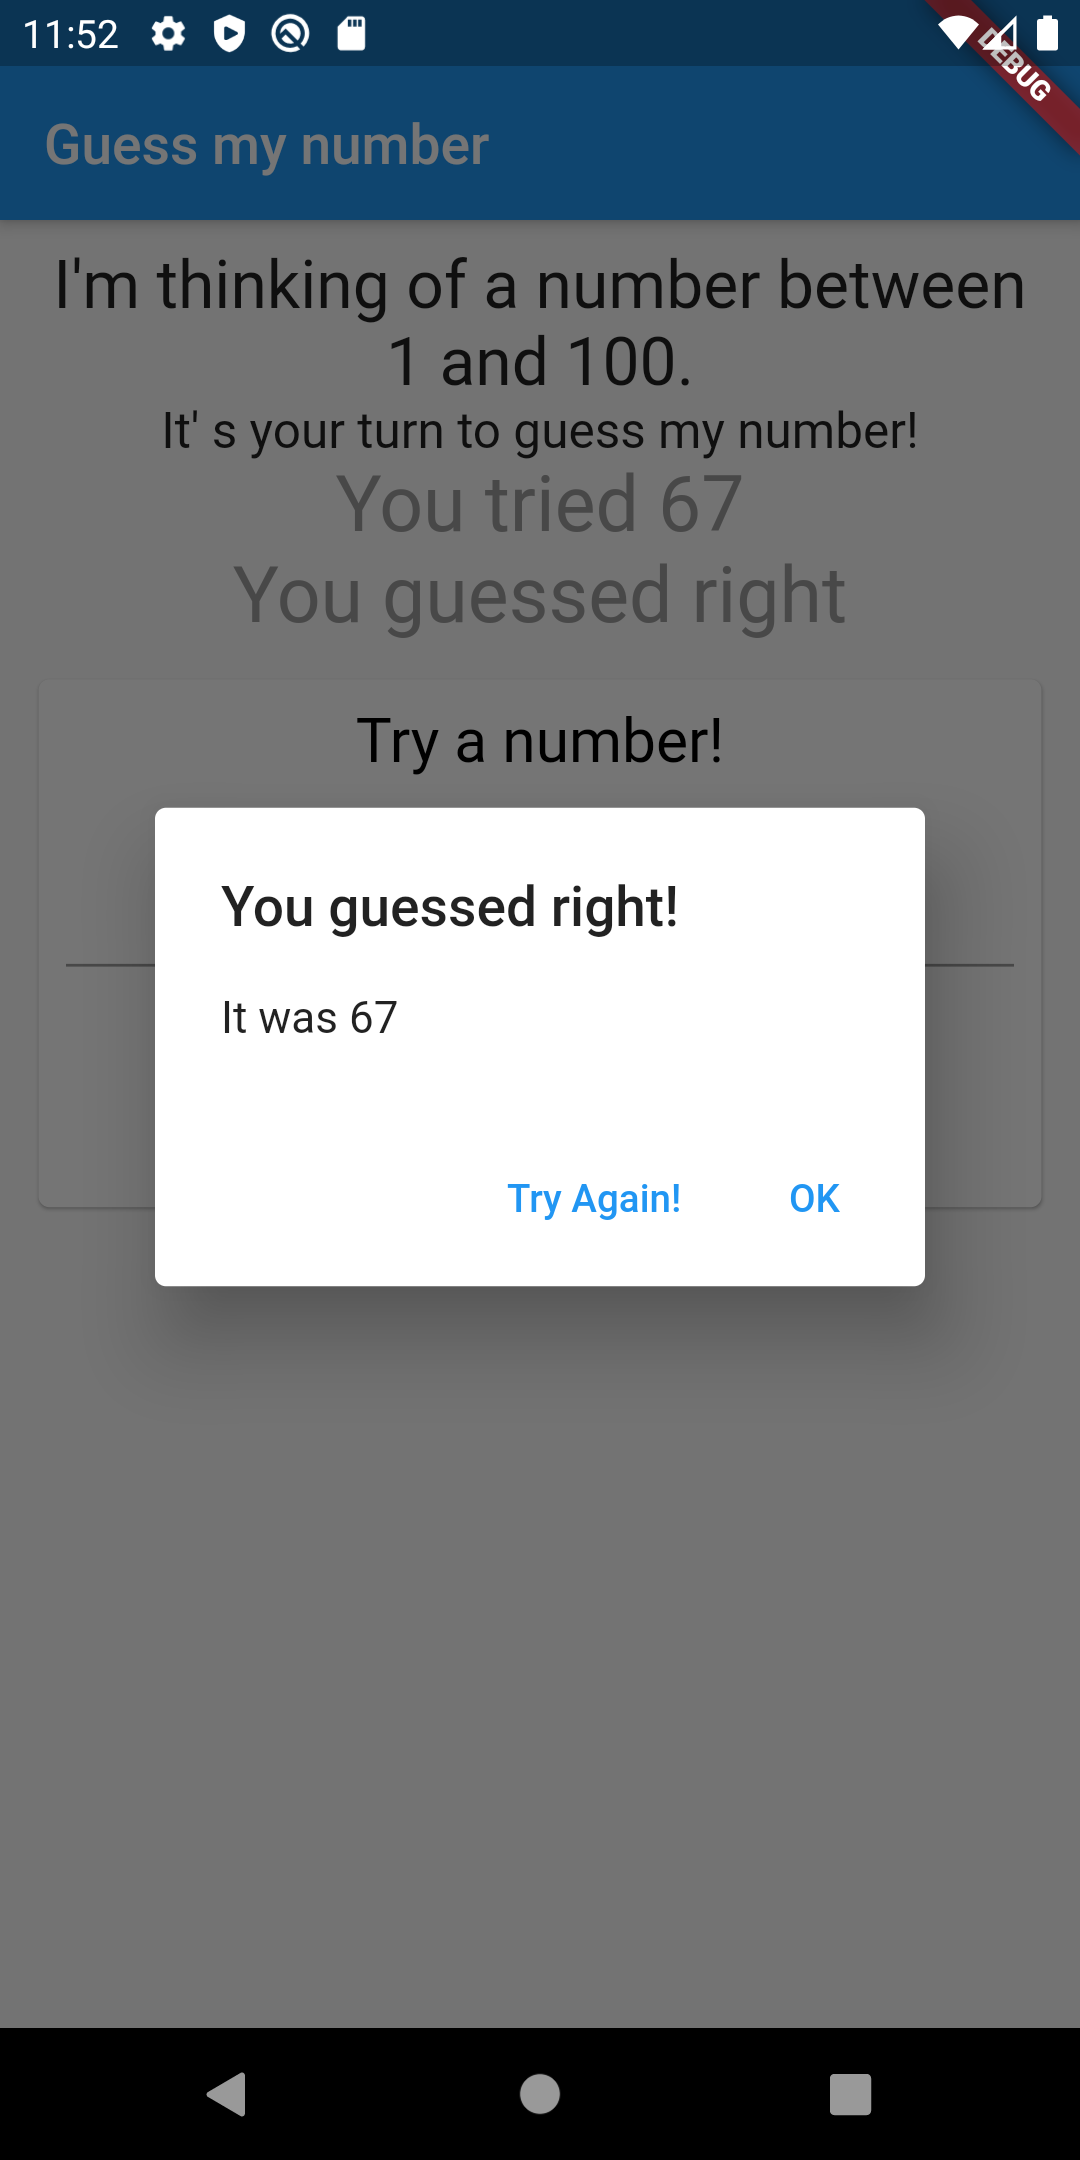 11:52
DEBUG
Guess my number
I'm thinking of a number between
1 and 100.
It' s your turn to guess my number!
You tried 67
You guessed right
Try a number!
You guessed right!
It was 67
Try Again! OK